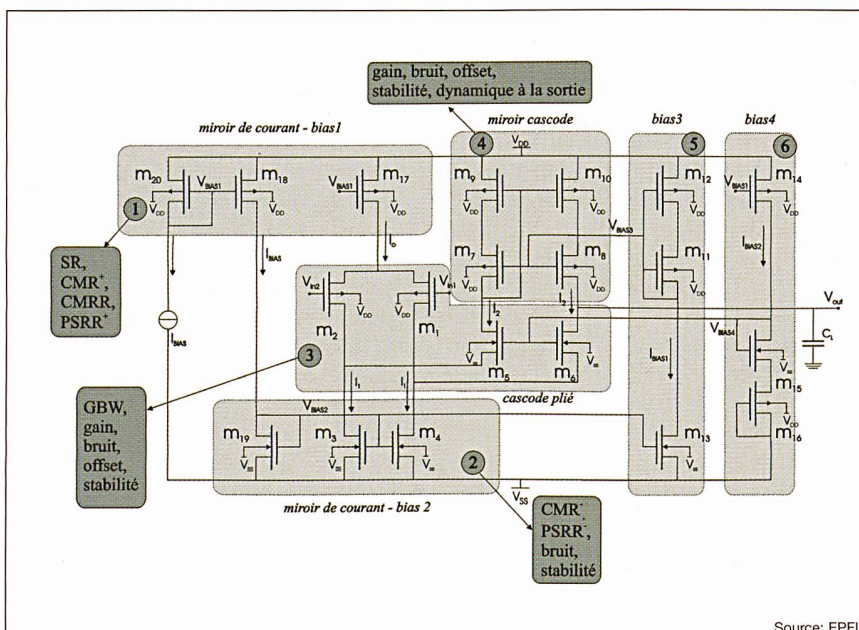 gain, bruit, offset,
stabilité, dynamique à la sortie
miroir de courant - bias1
miroir cascode
bias3
bias4
4
5
6
V_DD
m20
V_BIAS1
m18
V_BIAS1
m17
m9
m10
m12
V_BIAS1
m14
V_DD
V_DD
V_DD
V_DD
V_DD
V_DD
V_DD
1
I_o
V_BIAS3
m7
m8
m11
I_BIAS
I_BIAS2
SR,
CMR+,
CMRR,
PSRR+
V_in2
V_in1
V_DD
V_DD
V_DD
V_DD
V_DD
I_2
I_2
V_out
I_BIAS
m2
m1
V_BIAS4
C_L
3
V_ss
V_ss
I_BIAS1
V_ss
m5
m6
m15
I_1
I_1
cascode plié
GBW,
gain,
bruit,
offset,
stabilité
V_BIAS2
V_DD
m16
m19
m3
m4
m13
V_SS
V_SS
V_ss
V_ss
2
V_SS
miroir de courant - bias 2
CMR-,
PSRR-,
bruit,
stabilité
Source: EPFL